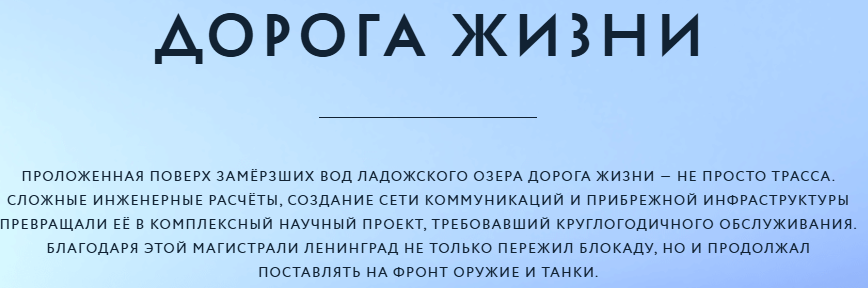 ДОРОГА ЖИЗНИ
ПРОЛОЖЕННАЯ ПОВЕРХ ЗАМЁРЗШИХ ВОД ЛАДОЖСКОГО ОЗЕРА ДОРОГА ЖИЗНИ — НЕ ПРОСТО ТРАССА.
СЛОЖНЫЕ ИНЖЕНЕРНЫЕ РАСЧЁТЫ, СОЗДАНИЕ СЕТИ КОММУНИКАЦИЙ И ПРИБРЕЖНОЙ ИНФРАСТРУКТУРЫ
ПРЕВРАЩАЛИ ЕЁ В КОМПЛЕКСНЫЙ НАУЧНЫЙ ПРОЕКТ, ТРЕБОВАВШИЙ КРУГЛОГОДИЧНОГО ОБСЛУЖИВАНИЯ.
БЛАГОДАРЯ ЭТОЙ МАГИСТРАЛИ ЛЕНИНГРАД НЕ ТОЛЬКО ПЕРЕЖИЛ БЛОКАДУ, НО И ПРОДОЛЖАЛ
ПОСТАВЛЯТЬ НА ФРОНТ ОРУЖИЕ И ТАНКИ.